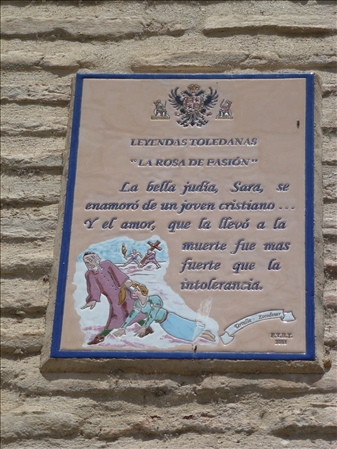 LEYENDAS TOLEDANAS
"LA ROSA DE PASIÓN"
La bella judía, Sara, se
enamoró de un joven cristiano ...
Y el amor, que la llevó a la
muerte fue mas
fuerte que la
intolerancia.